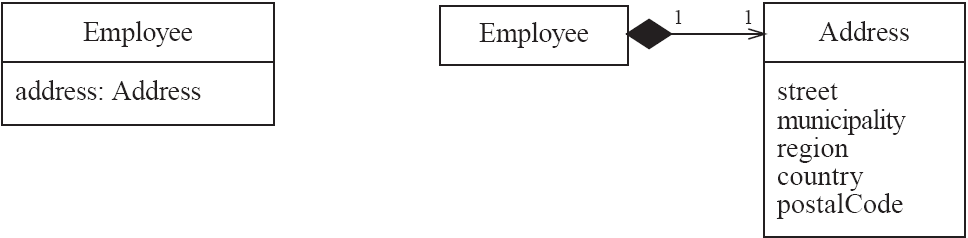 Employee
address: Address
Employee
1
1
Address
street
municipality
region
country
postalCode